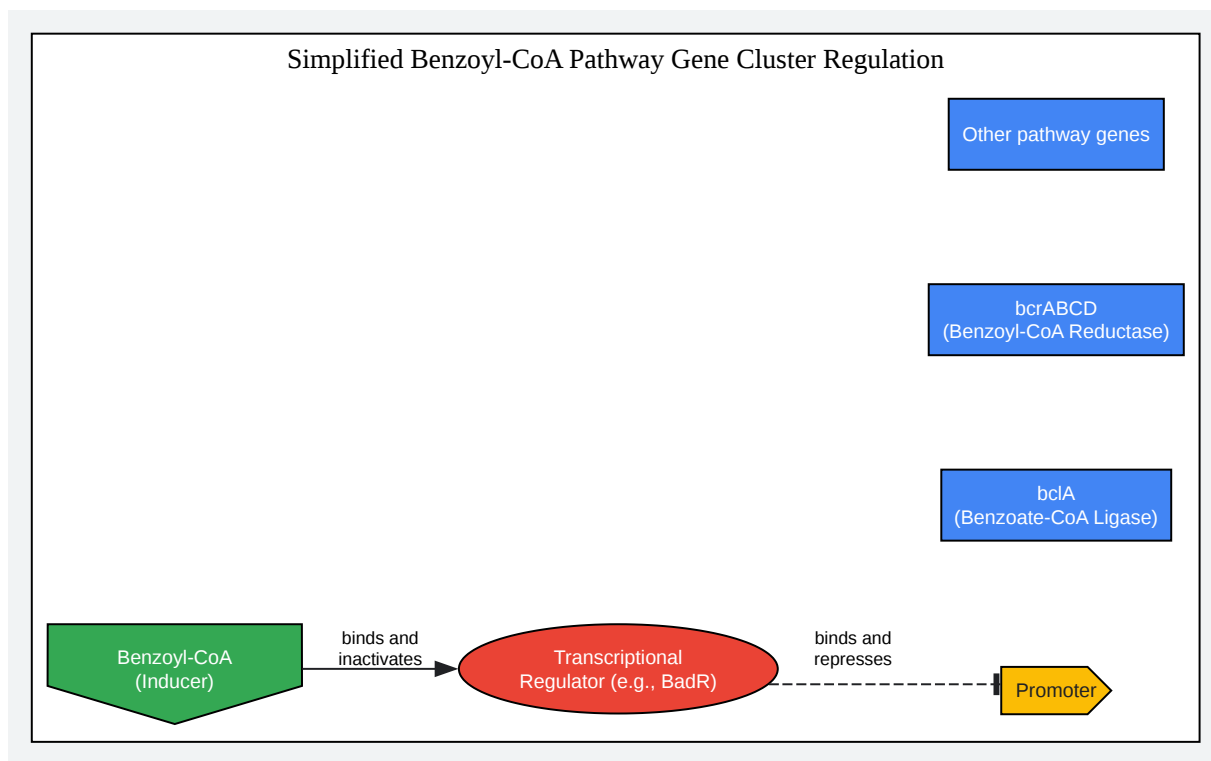 Simplified Benzoyl-CoA Pathway Gene Cluster Regulation
Other pathway genes
bcrABCD
(Benzoyl-CoA Reductase)
bclA
(Benzoate-CoA Ligase)
Benzoyl-CoA
(Inducer)
binds and
inactivates
Transcriptional
Regulator (e.g., BadR)
binds and
represses
Promoter